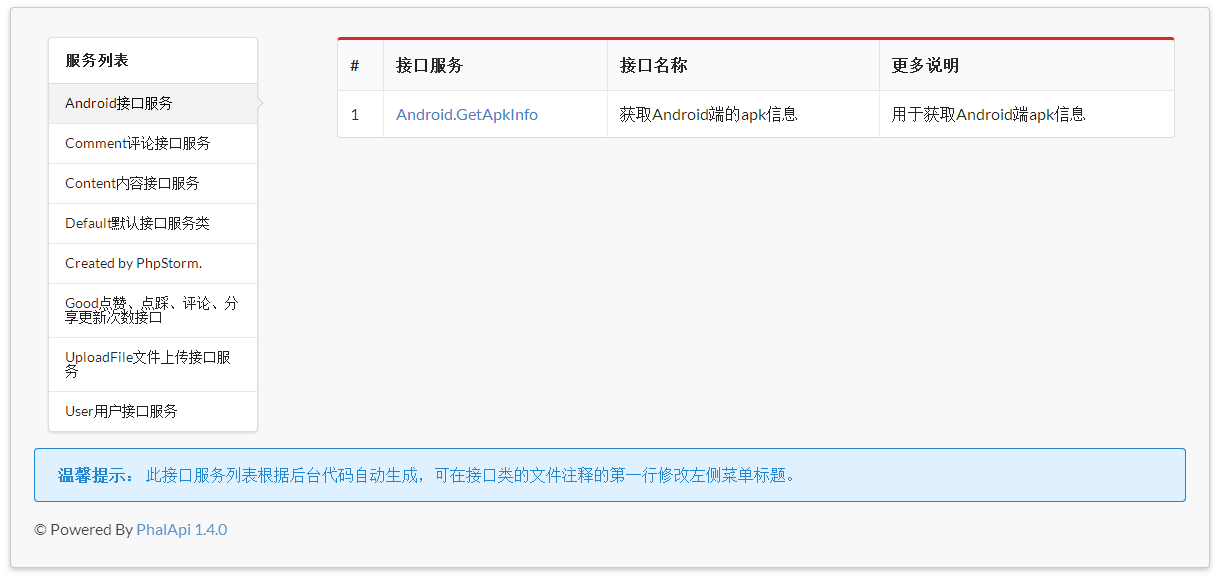 服务列表
Android接口服务
Comment评论接口服务
Content内容接口服务
Default默认接口服务类
Created by PhpStorm.
Good点赞、点踩、评论、分
享更新次数接口
UploadFile文件上传接口服
务
User用户接口服务
# 接口服务 接口名称 更多说明
1 Android.GetApkInfo 获取Android端的apk信息 用于获取Android端apk信息
温馨提示： 此接口服务列表根据后台代码自动生成，可在接口类的文件注释的第一行修改左侧菜单标题。
© Powered By PhalApi 1.4.0